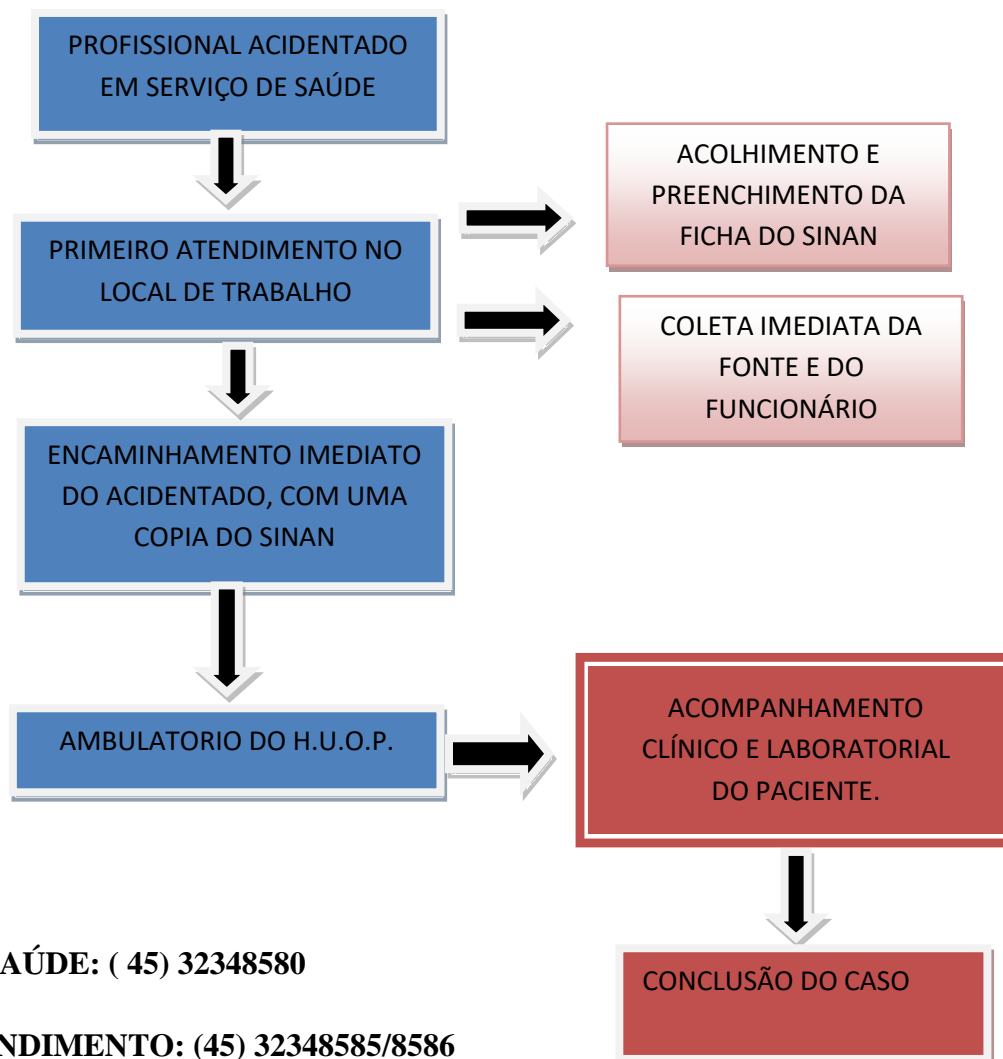 PROFISSIONAL ACIDENTADO
EM SERVIÇO DE SAÚDE
ACOLHIMENTO E
PREENCHIMENTO DA
FICHA DO SINAN
PRIMEIRO ATENDIMENTO NO
LOCAL DE TRABALHO
COLETA IMEDIATA DA
FONTE E DO
FUNCIONÁRIO
ENCAMINHAMENTO IMEDIATO
DO ACIDENTADO, COM UMA
COPIA DO SINAN
AMBULATORIO DO H.U.O.P.
ACOMPANHAMENTO
CLÍNICO E LABORATORIAL
DO PACIENTE.
AÚDE: ( 45) 32348580
CONCLUSÃO DO CASO
NDIMENTO: (45) 32348585/8586